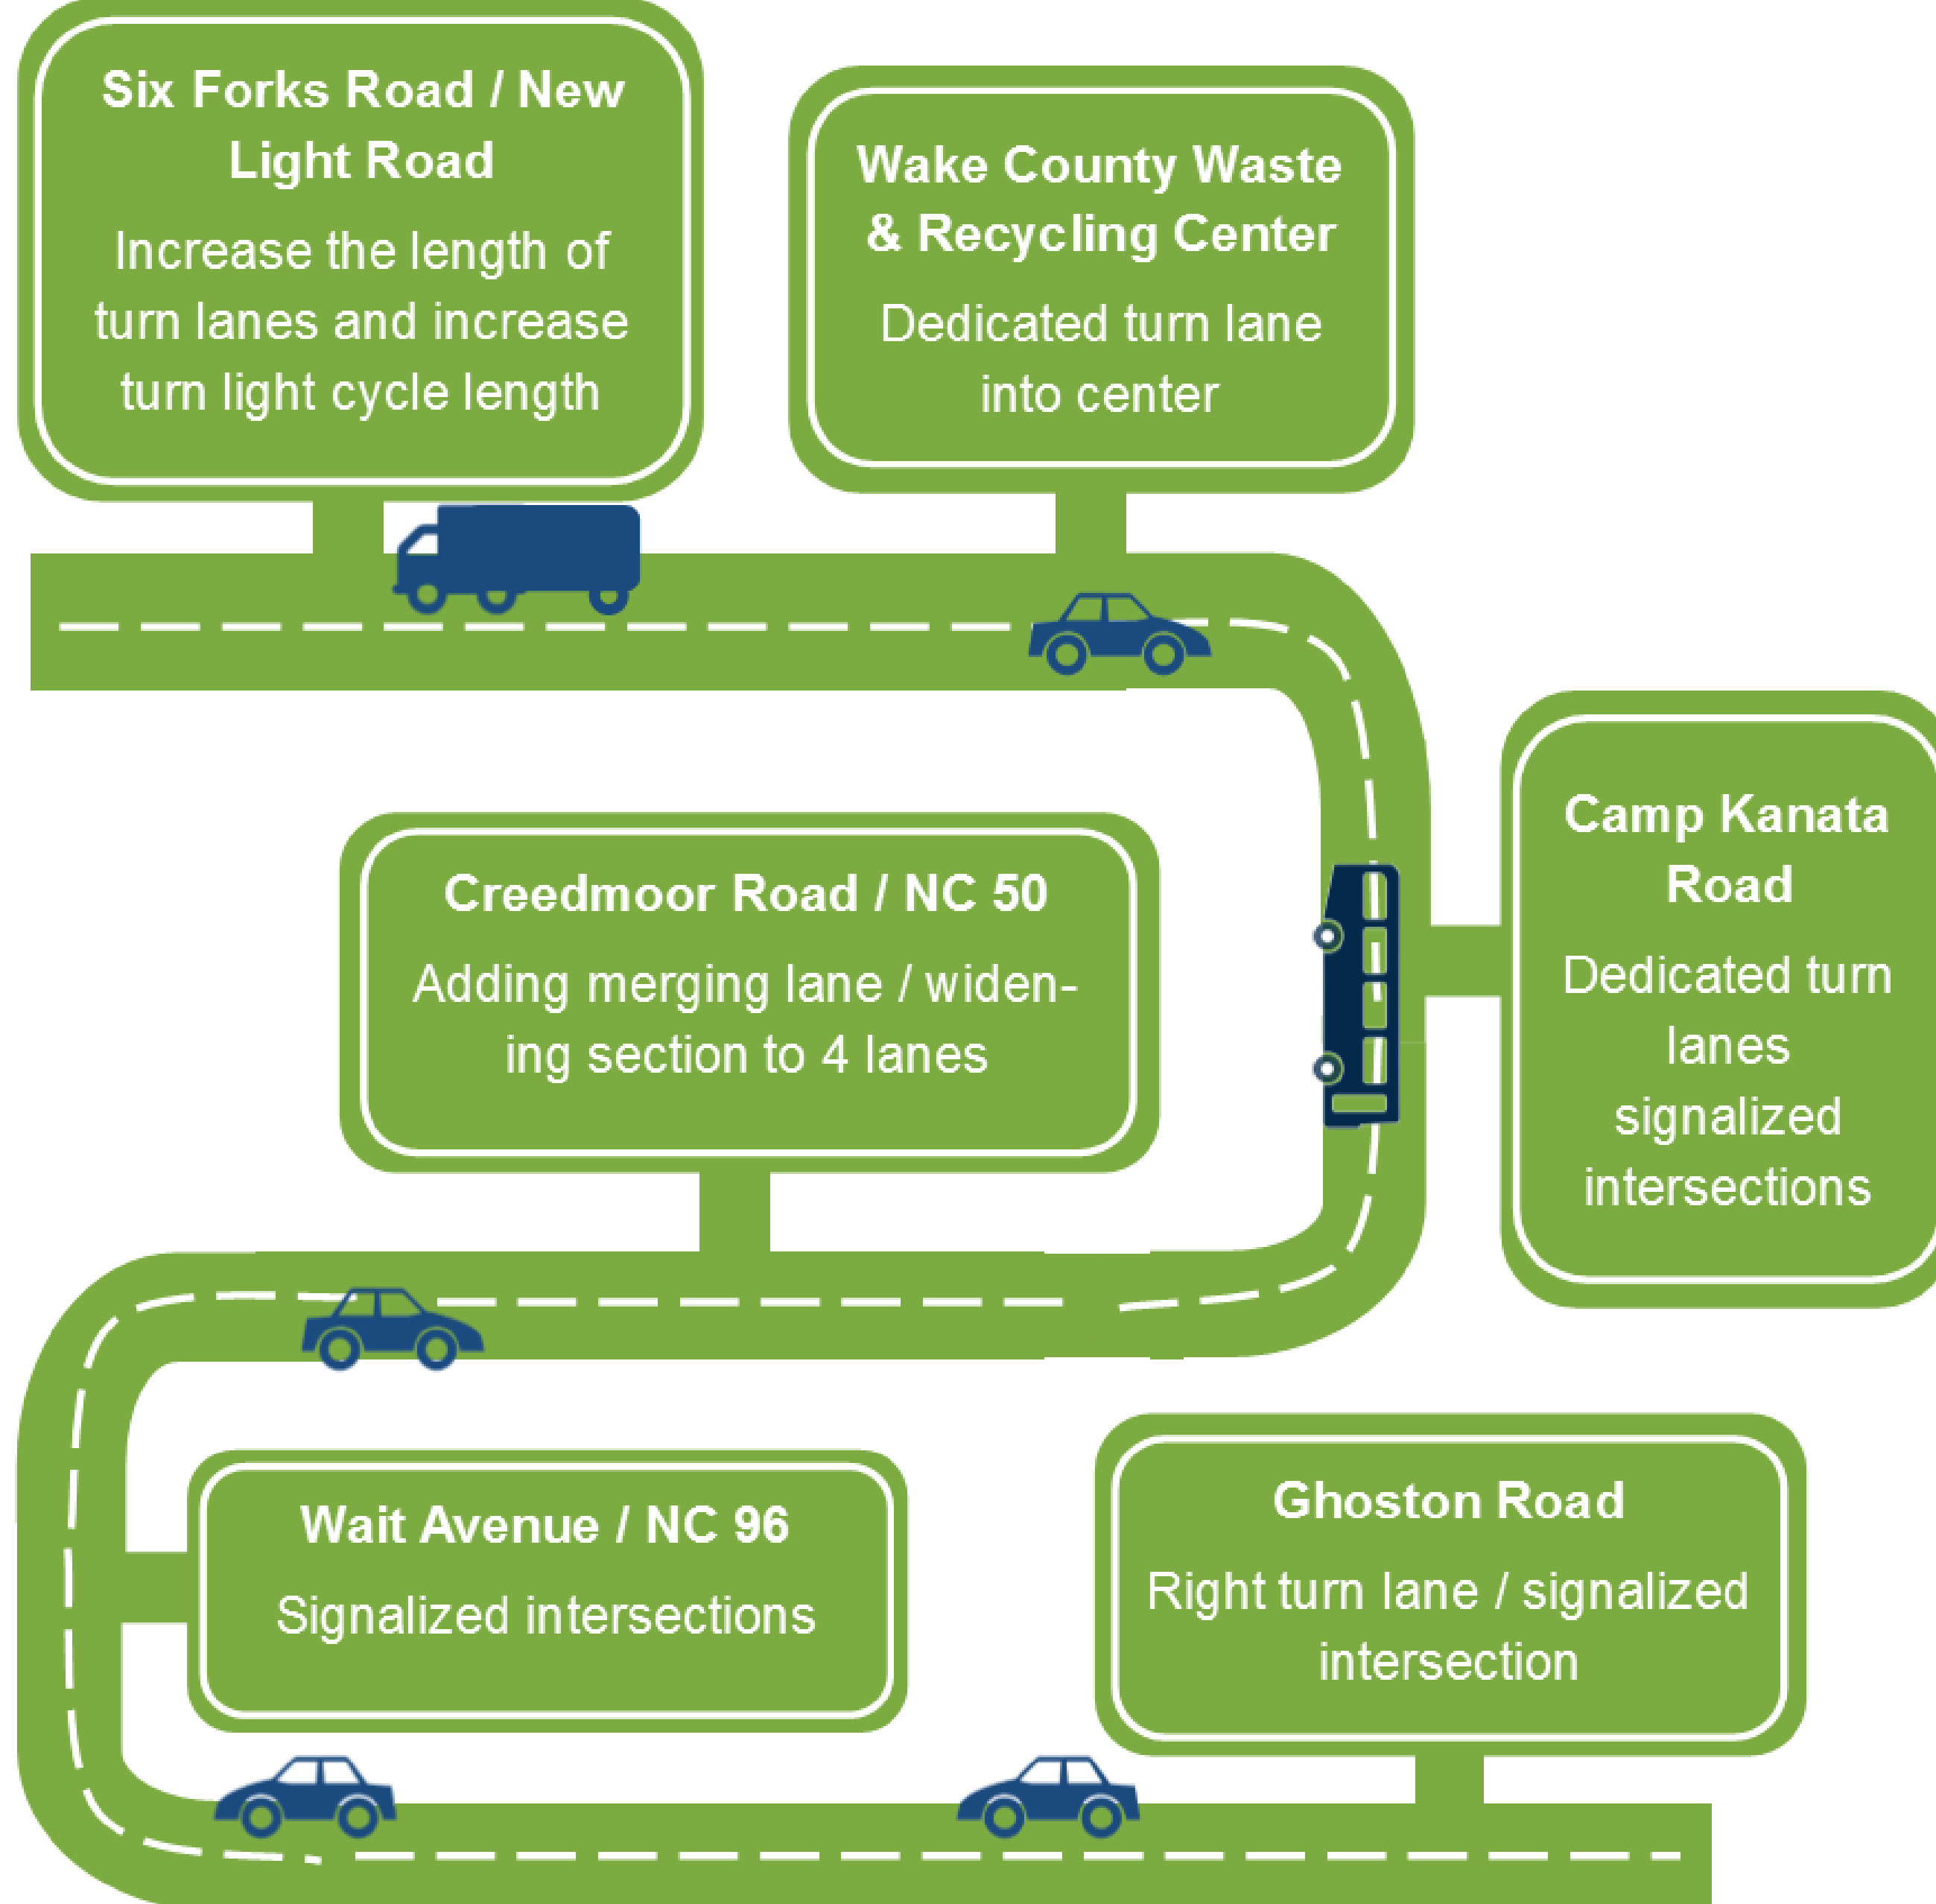 Six Forks Road / New
Light Road
Increase the length of
turn lanes and increase
turn light cycle length
Wake County Waste
& Recycling Center
Dedicated turn lane
into center
Camp Kanata
Road
Dedicated turn
lanes
signalized
intersections
Creedmoor Road / NC 50
Adding merging lane / widen-
ing section to 4 lanes
Wait Avenue / NC 96
Signalized intersections
Ghoston Road
Right turn lane / signalized
intersection